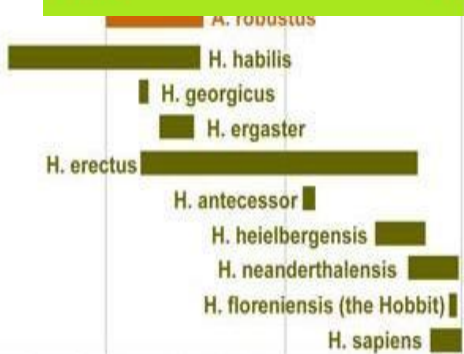 A. robustus
H. habilis
H. georgicus
H. ergaster
H. erectus
H. antecessor
H. heielbergensis
H. neanderthalensis
H. floreniensis (the Hobbit)
H. sapiens